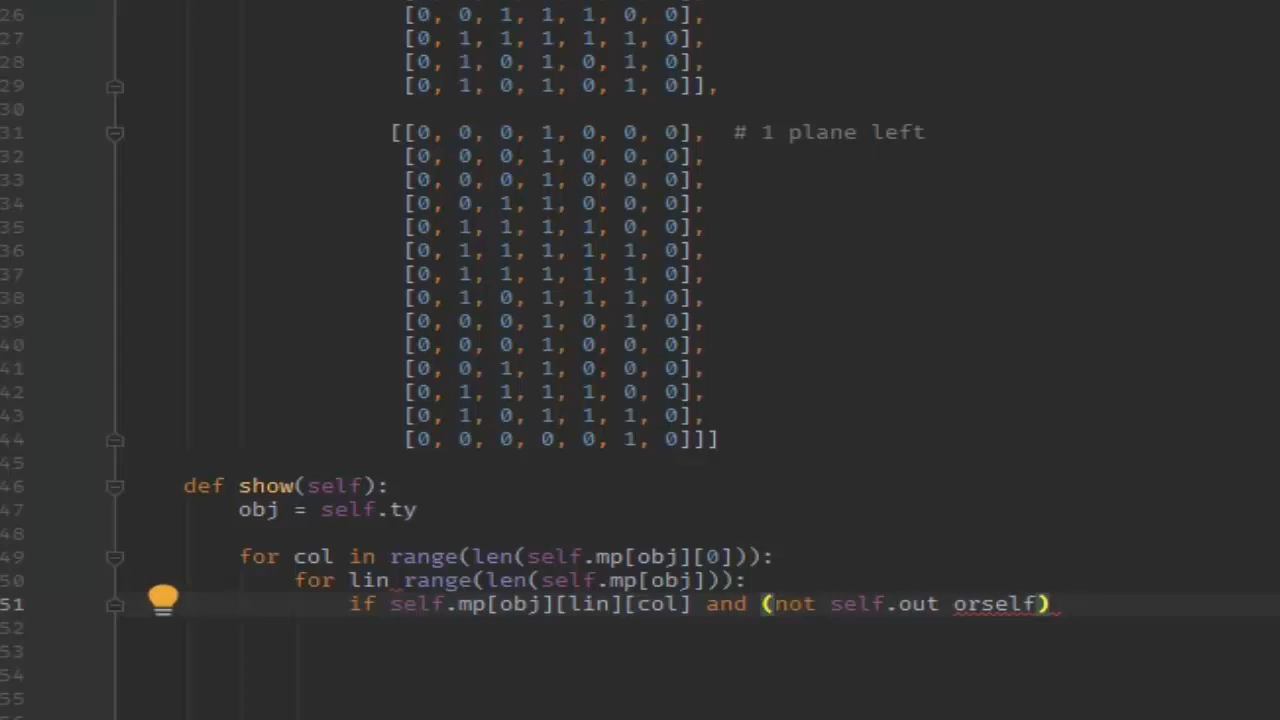 26 [0, 0, 1, 1, 1, 0, 0],
27 [0, 1, 1, 1, 1, 1, 0],
28 [0, 1, 0, 1, 0, 1, 0],
29 [0, 1, 0, 1, 0, 1, 0]],
30
31 [[0, 0, 0, 1, 0, 0, 0], # 1 plane left
32 [0, 0, 0, 1, 0, 0, 0],
33 [0, 0, 0, 1, 0, 0, 0],
34 [0, 0, 1, 1, 0, 0, 0],
35 [0, 1, 1, 1, 1, 0, 0],
36 [0, 1, 1, 1, 1, 1, 0],
37 [0, 1, 1, 1, 1, 1, 0],
38 [0, 1, 0, 1, 1, 1, 0],
39 [0, 0, 0, 1, 0, 1, 0],
40 [0, 0, 0, 1, 0, 0, 0],
41 [0, 0, 1, 1, 0, 0, 0],
42 [0, 1, 1, 1, 1, 0, 0],
43 [0, 1, 0, 1, 1, 1, 0],
44 [0, 0, 0, 0, 0, 1, 0]]]
45
46 def show(self):
47 obj = self.ty
48
49 for col in range(len(self.mp[obj][0])):
50 for lin range(len(self.mp[obj])):
51 if self.mp[obj][lin][col] and (not self.out orself)
52
53
54
55